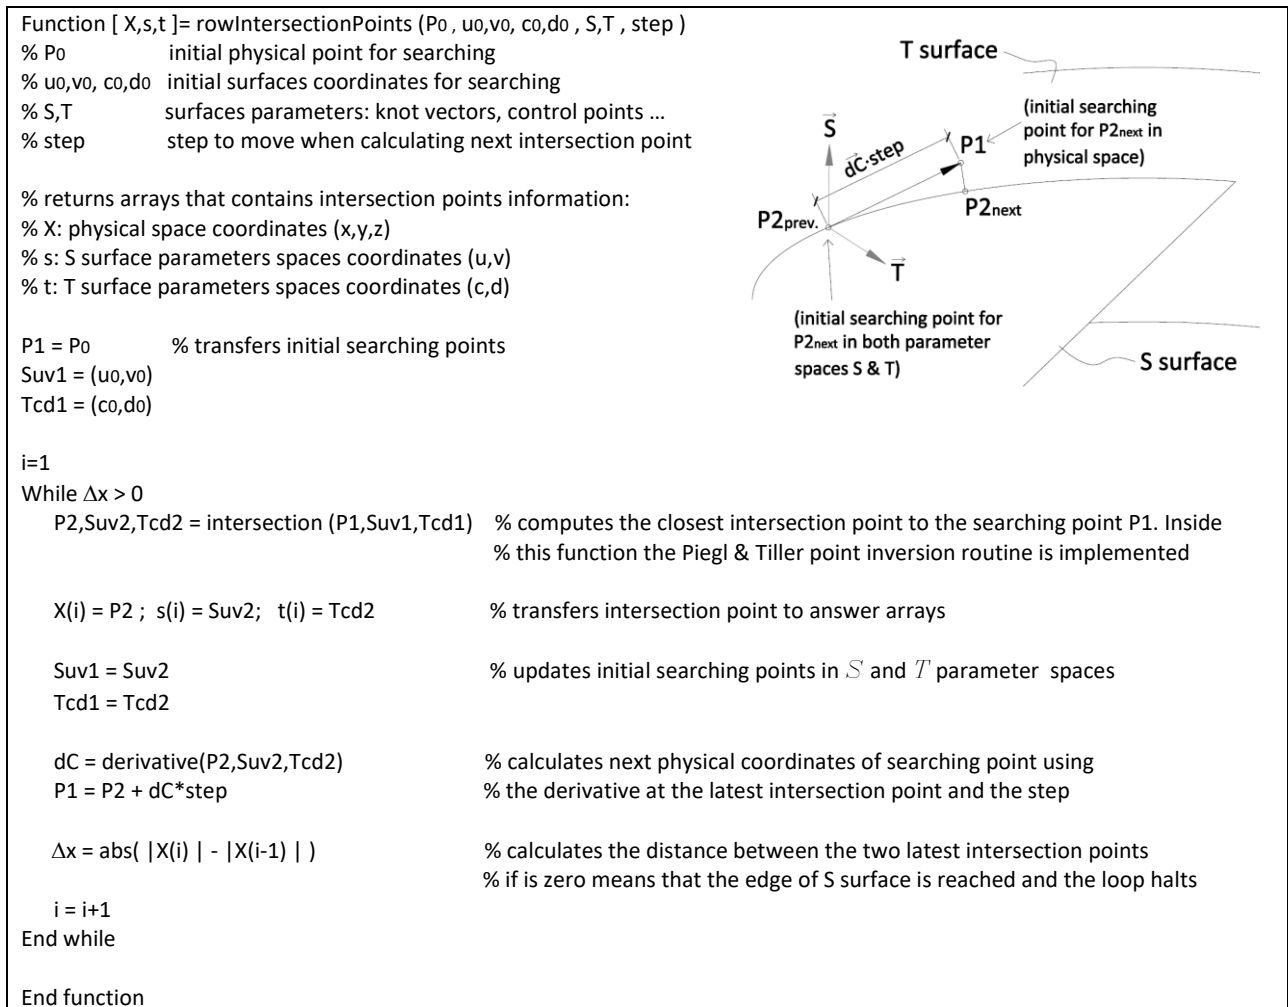 Function [ X,s,t ]= rowIntersectionPoints (P0 , u0,v0, c0,d0 , S,T , step )
% P0 initial physical point for searching
% u0,v0, c0,d0 initial surfaces coordinates for searching
% S,T surfaces parameters: knot vectors, control points ...
% step step to move when calculating next intersection point
% returns arrays that contains intersection points information:
% X: physical space coordinates (x,y,z)
% s: S surface parameters spaces coordinates (u,v)
% t: T surface parameters spaces coordinates (c,d)
P1 = P0 % transfers initial searching points
Suv1 = (u0,v0)
Tcd1 = (c0,d0)
T surface
(initial searching
point for P2next in
physical space)
S
dC·step
P1
P2prev.
P2next
T
(initial searching point for
P2next in both parameter
spaces S & T)
S surface
i=1
While Δx > 0
P2,Suv2,Tcd2 = intersection (P1,Suv1,Tcd1) % computes the closest intersection point to the searching point P1. Inside
% this function the Piegl & Tiller point inversion routine is implemented
X(i) = P2 ; s(i) = Suv2; t(i) = Tcd2 % transfers intersection point to answer arrays
Suv1 = Suv2 % updates initial searching points in S and T parameter spaces
Tcd1 = Tcd2
dC = derivative(P2,Suv2,Tcd2) % calculates next physical coordinates of searching point using
P1 = P2 + dC*step % the derivative at the latest intersection point and the step
Δx = abs( |X(i) | - |X(i-1) | ) % calculates the distance between the two latest intersection points
% if is zero means that the edge of S surface is reached and the loop halts
i = i+1
End while
End function